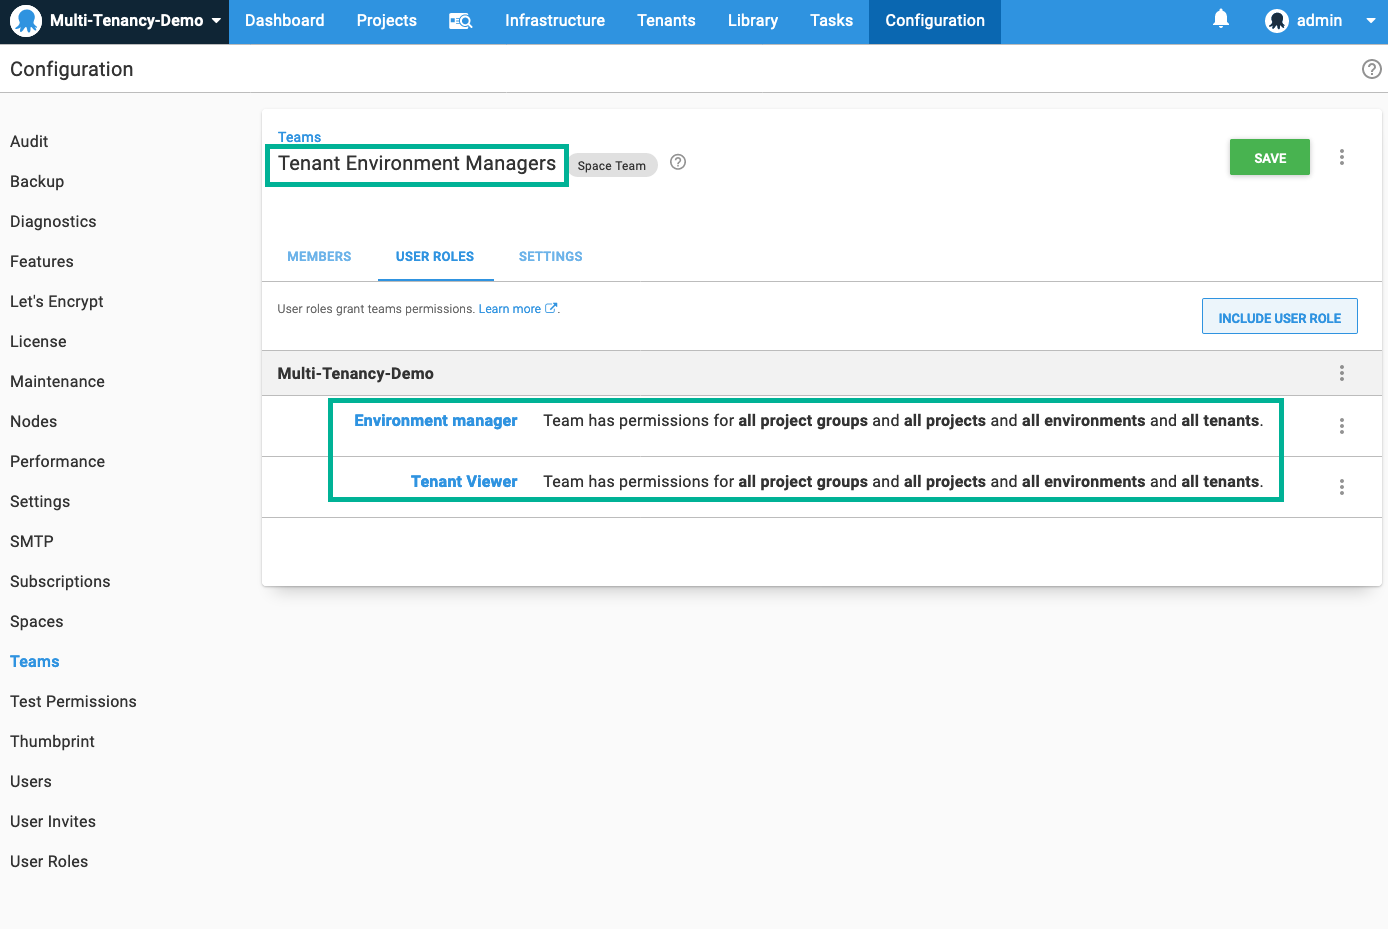 Multi-Tenancy-Demo Dashboard Projects Infrastructure Tenants Library Tasks Configuration admin
Configuration
Audit
Backup
Diagnostics
Features
Let's Encrypt
License
Maintenance
Nodes
Performance
Settings
SMTP
Subscriptions
Spaces
Teams
Test Permissions
Thumbprint
Users
User Invites
User Roles
Teams
Tenant Environment Managers Space Team
SAVE
MEMBERS USER ROLES SETTINGS
User roles grant teams permissions. Learn more .
INCLUDE USER ROLE
Multi-Tenancy-Demo
Environment manager Team has permissions for all project groups and all projects and all environments and all tenants.
Tenant Viewer Team has permissions for all project groups and all projects and all environments and all tenants.